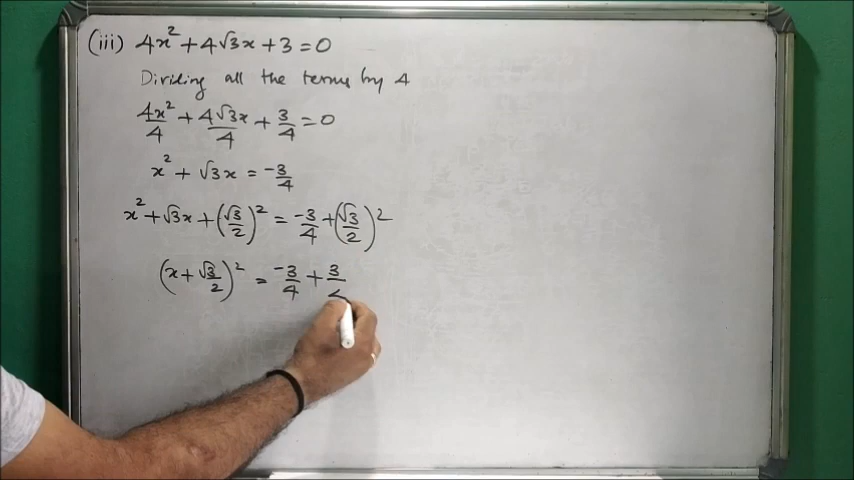 (iii) 4x² + 4√3x + 3 = 0
Dividing all the terms by 4
4x²/4 + 4√3x/4 + 3/4 = 0
x² + √3x = -3/4
x² + √3x + (√3/2)² = -3/4 + (√3/2)²
(x + √3/2)² = -3/4 + 3/